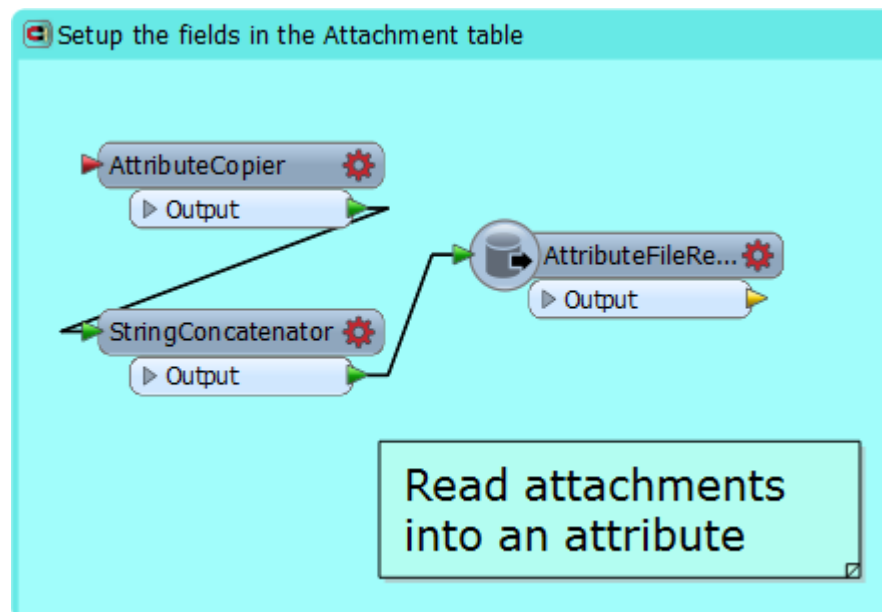 Setup the fields in the Attachment table
AttributeCopier
Output
AttributeFileRe...
Output
StringConcatenator
Output
Read attachments
into an attribute